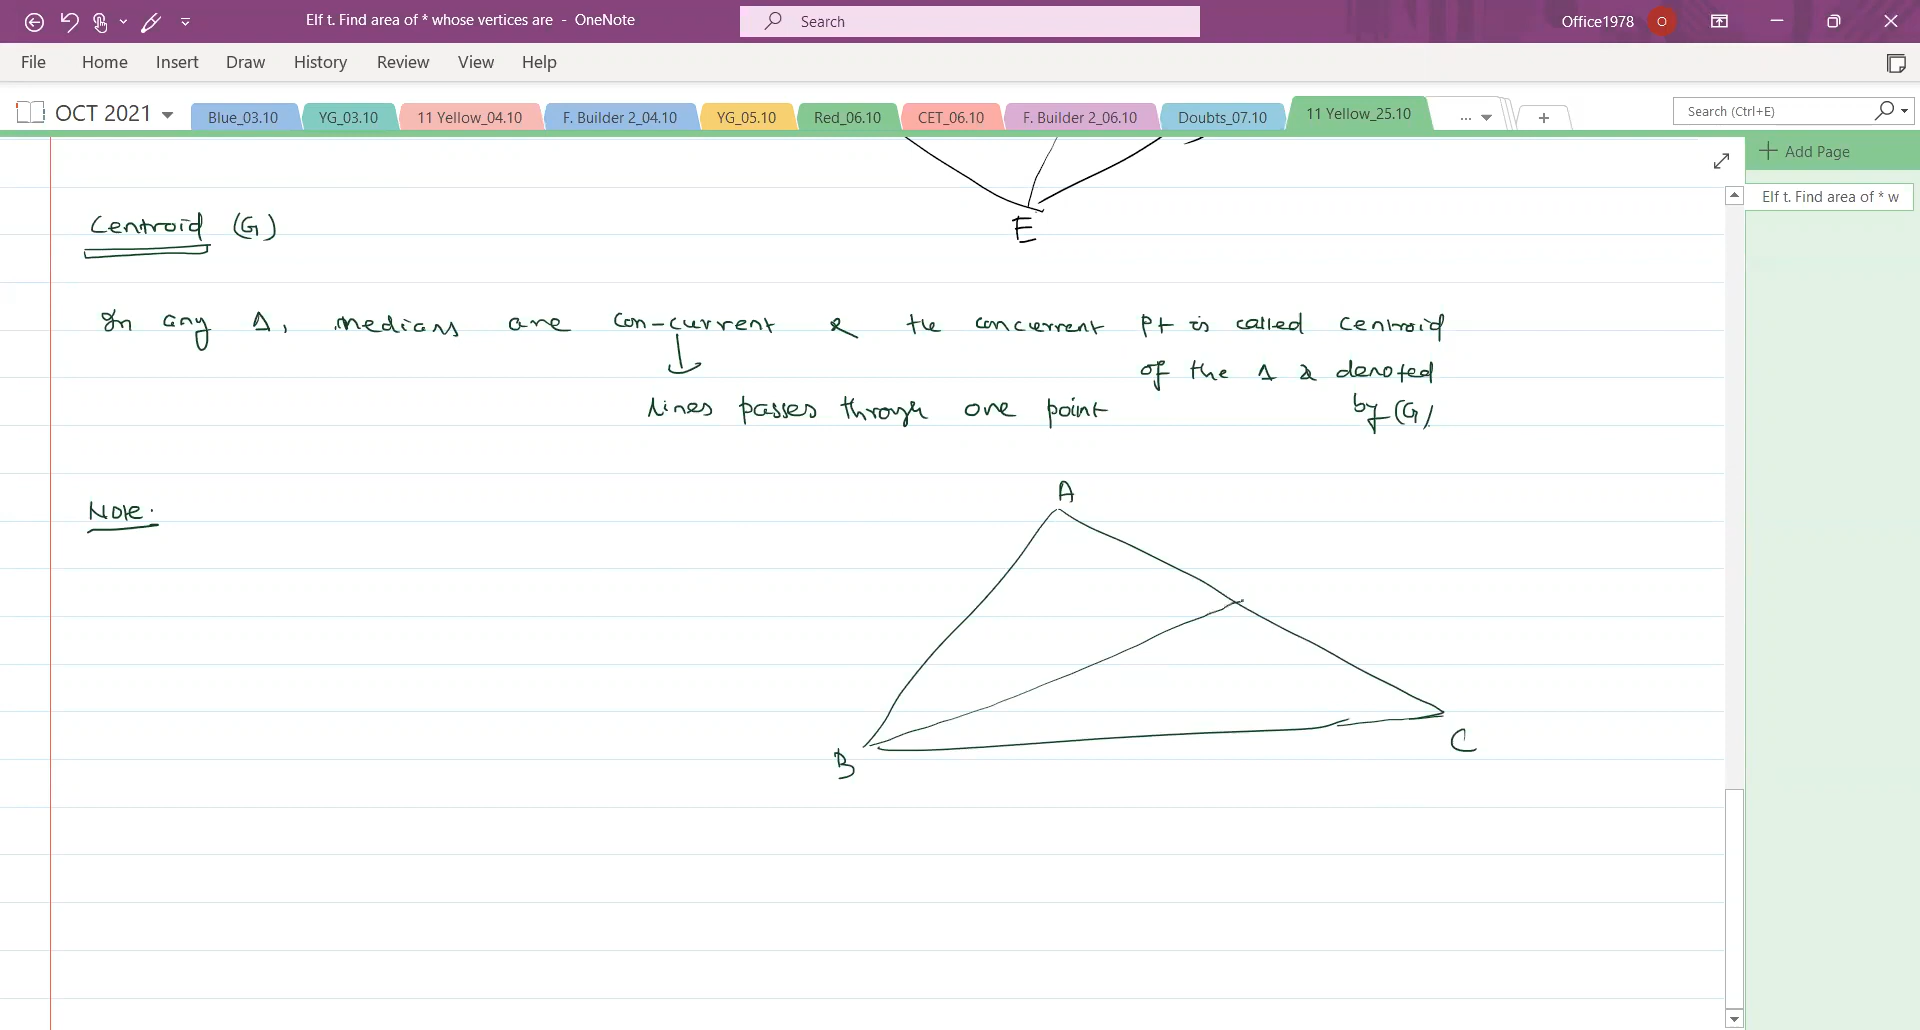 Elf t. Find area of * whose vertices are - OneNote
Search
Office1978
O
File Home Insert Draw History Review View Help
OCT 2021
Blue_03.10 YG_03.10 11 Yellow_04.10 F. Builder 2_04.10 YG_05.10 Red_06.10 CET_06.10 F. Builder 2_06.10 Doubts_07.10 11 Yellow_25.10 ... +
Search (Ctrl+E)
+ Add Page
Elf t. Find area of * w
E
Centroid (G)
In any Δ, medians are con-current & the concurrent pt is called centroid
of the Δ & denoted
lines passes through one point
by (G)
Note:
A
B
C